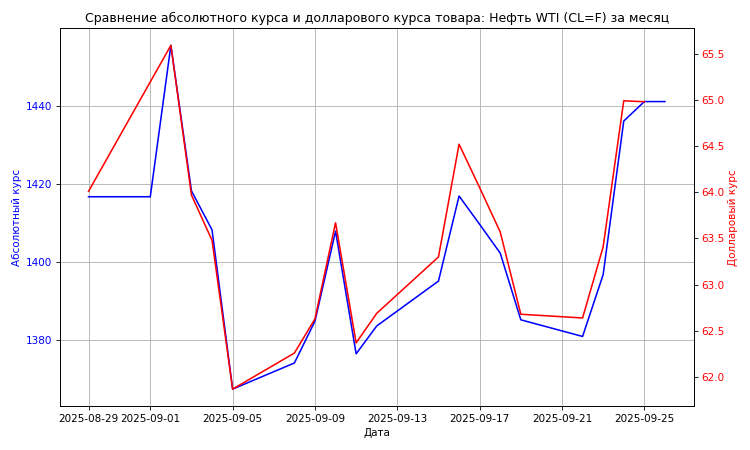 Сравнение абсолютного курса и долларового курса товара: Нефть WTI (CL=F) за месяц
Абсолютный курс
1440
1420
1400
1380
65.5
65.0
64.5
64.0
63.5
63.0
62.5
62.0
Долларовый курс
2025-08-29 2025-09-01 2025-09-05 2025-09-09 2025-09-13 2025-09-17 2025-09-21 2025-09-25
Дата